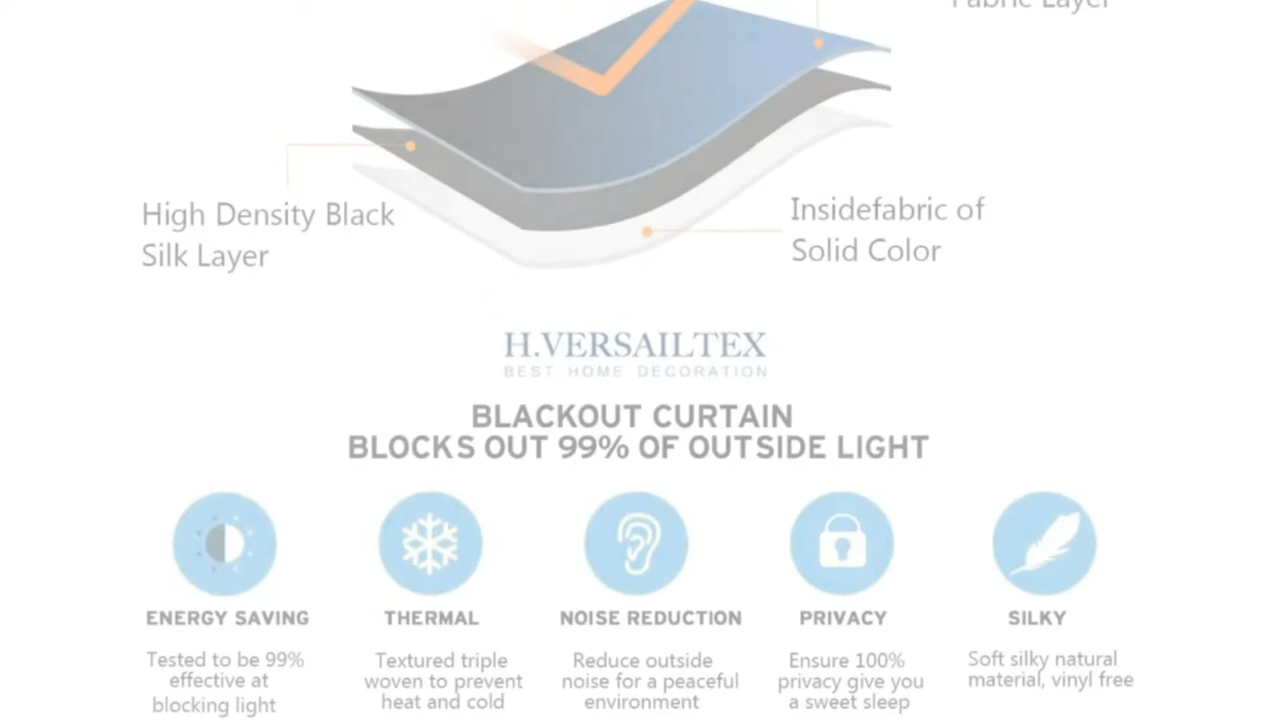 Fabric Layer
High Density Black
Silk Layer
Insidefabric of
Solid Color
H.VERSAILTEX
BEST HOME DECORATION
BLACKOUT CURTAIN
BLOCKS OUT 99% OF OUTSIDE LIGHT
ENERGY SAVING
Tested to be 99%
effective at
blocking light
THERMAL
Textured triple
woven to prevent
heat and cold
NOISE REDUCTION
Reduce outside
noise for a peaceful
environment
PRIVACY
Ensure 100%
privacy give you
a sweet sleep
SILKY
Soft silky natural
material, vinyl free